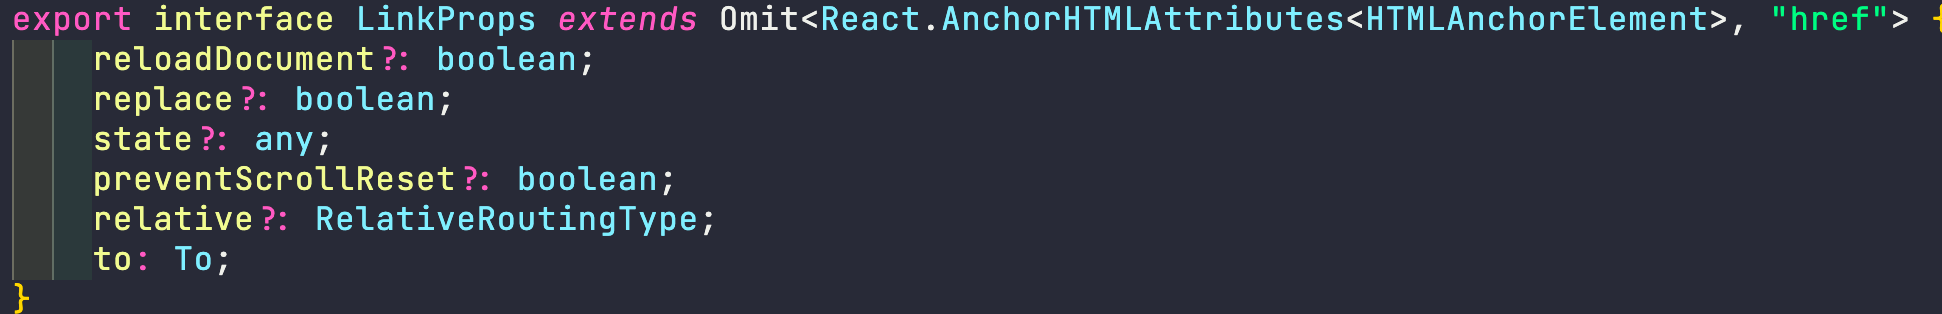 export interface LinkProps extends Omit<React.AnchorHTMLAttributes<HTMLAnchorElement>, "href"> {
reloadDocument?: boolean;
replace?: boolean;
state?: any;
preventScrollReset?: boolean;
relative?: RelativeRoutingType;
to: To;
}